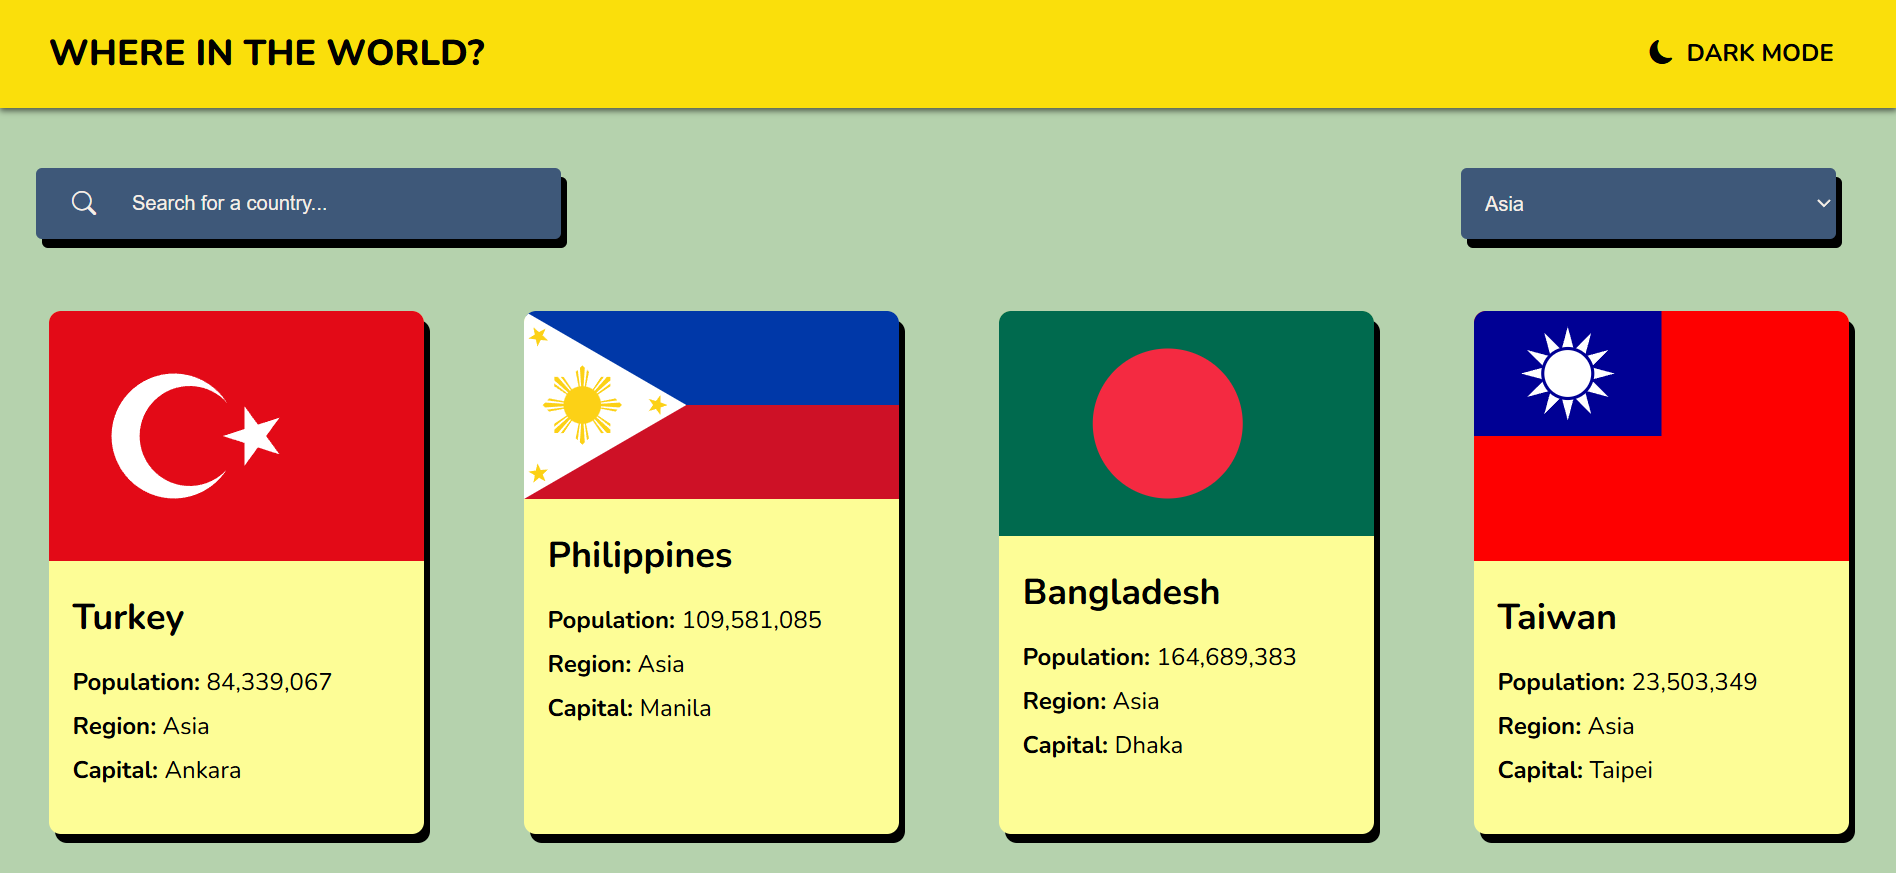 WHERE IN THE WORLD?
DARK MODE
Search for a country...
Asia
Turkey
Population: 84,339,067
Region: Asia
Capital: Ankara
Philippines
Population: 109,581,085
Region: Asia
Capital: Manila
Bangladesh
Population: 164,689,383
Region: Asia
Capital: Dhaka
Taiwan
Population: 23,503,349
Region: Asia
Capital: Taipei